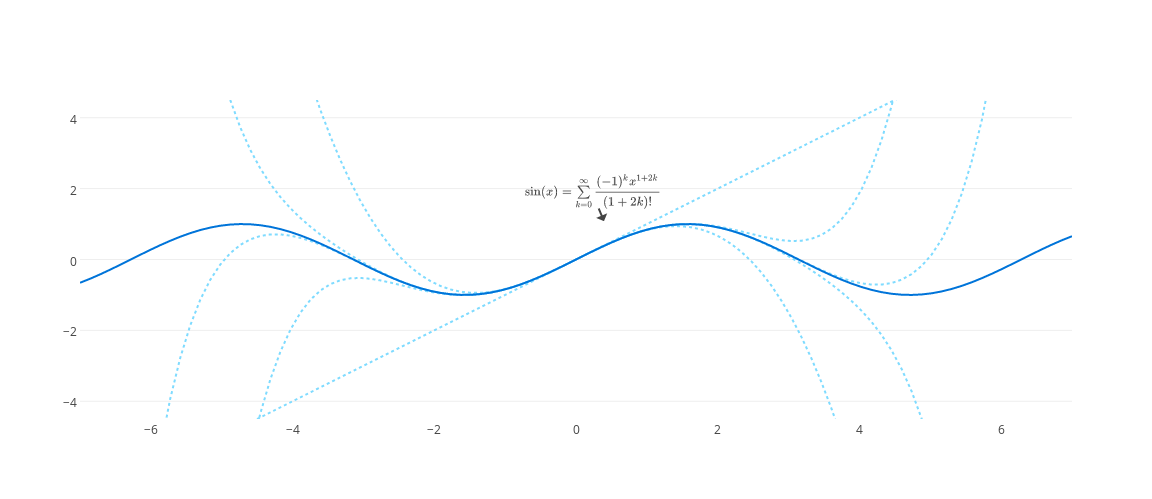 4
2
sin(x) = ∑_{k=0}^{∞} \frac{(−1)^k x^{1+2k}}{(1 + 2k)!}
0
−2
−4
−6 −4 −2 0 2 4 6